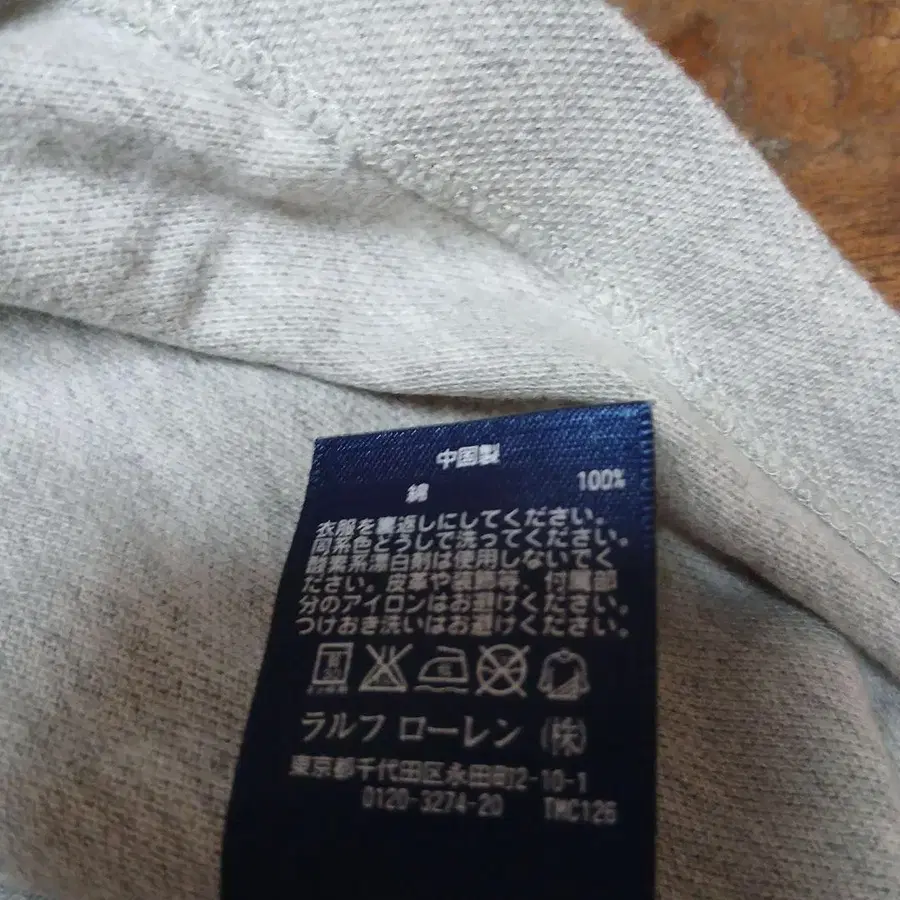 中国製
綿 100%
衣服を裏返しにしてください。
同系色どうしで洗ってください。
酸素系漂白剤は使用しないでく
ださい。皮革や装飾等、付属部
分のアイロンはお避けください。
つけおき洗いはお避けください。
ラルフ ローレン (株)
東京都千代田区永田町2-10-1
0120-3274-20 TMC126